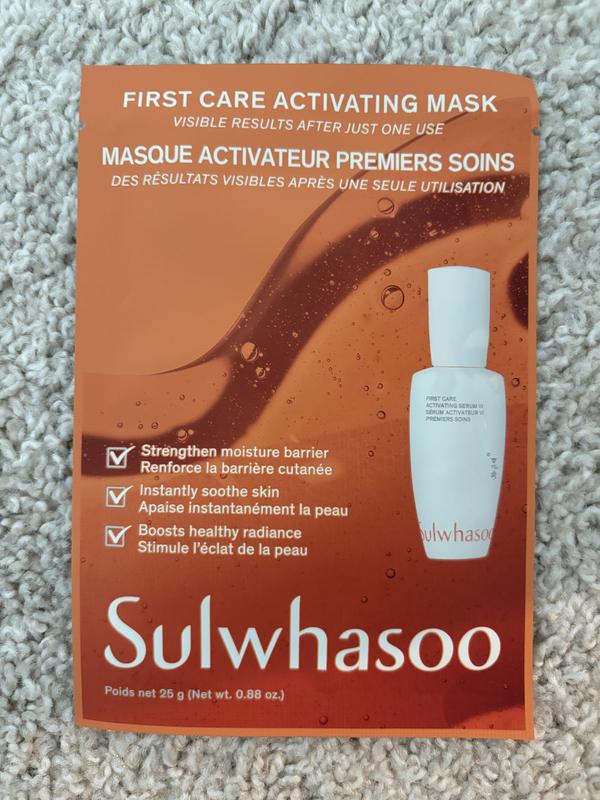 FIRST CARE ACTIVATING MASK
VISIBLE RESULTS AFTER JUST ONE USE
MASQUE ACTIVATEUR PREMIERS SOINS
DES RÉSULTATS VISIBLES APRÈS UNE SEULE UTILISATION
FIRST CARE
ACTIVATING SERUM VI
SÉRUM ACTIVATEUR VI
PREMIERS SOINS
Sulwhasoo
Strengthen moisture barrier
Renforce la barrière cutanée
Instantly soothe skin
Apaise instantanément la peau
Boosts healthy radiance
Stimule l'éclat de la peau
Sulwhasoo
Poids net 25 g (Net wt. 0.88 oz.)